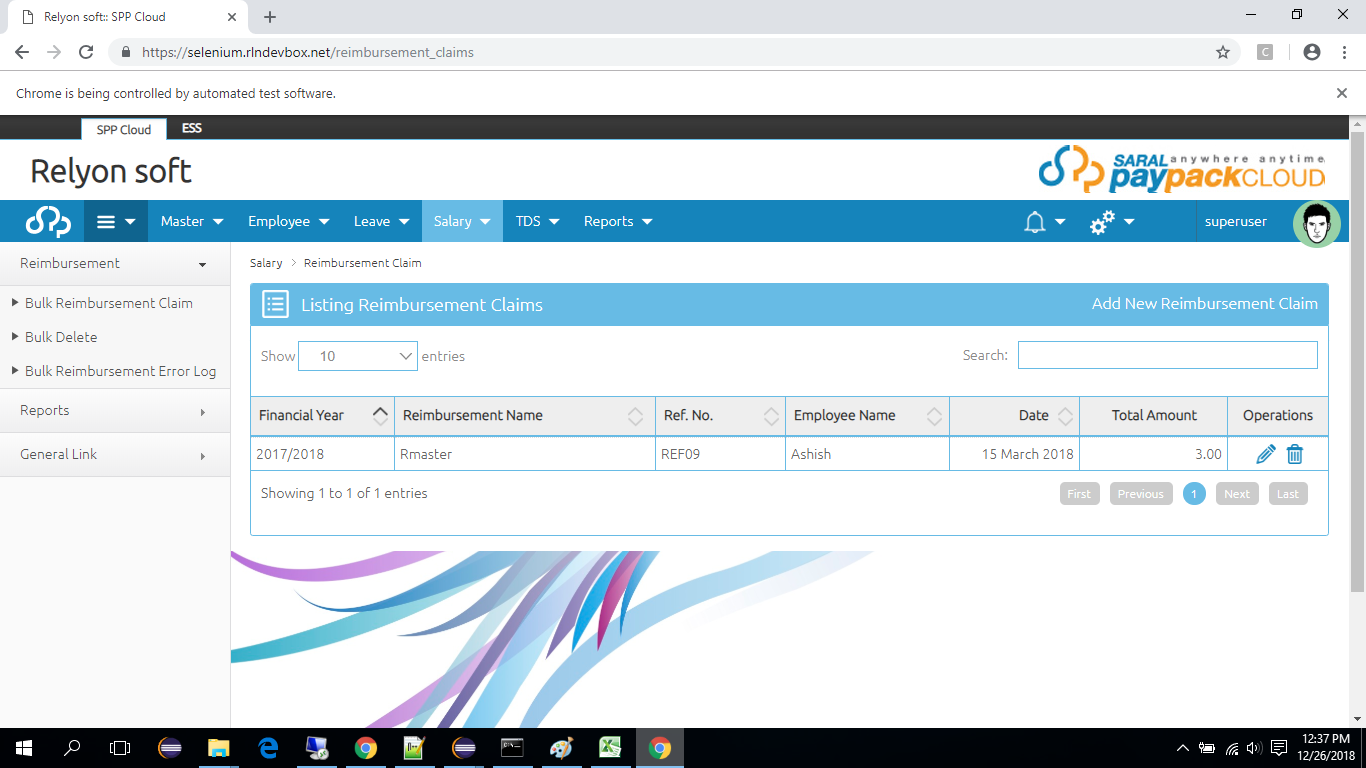 Relyon soft:: SPP Cloud
https://selenium.rlndevbox.net/reimbursement_claims
C
Chrome is being controlled by automated test software.
SPP Cloud ESS
Relyon soft
SARAL anywhere anytime
paypackCLOUD
Master Employee Leave Salary TDS Reports superuser
Reimbursement
Bulk Reimbursement Claim
Bulk Delete
Bulk Reimbursement Error Log
Reports
General Link
Salary > Reimbursement Claim
Listing Reimbursement Claims Add New Reimbursement Claim
Show 10 entries Search:
Financial Year Reimbursement Name Ref. No. Employee Name Date Total Amount Operations
2017/2018 Rmaster REF09 Ashish 15 March 2018 3.00
Showing 1 to 1 of 1 entries First Previous 1 Next Last
12:37 PM
12/26/2018